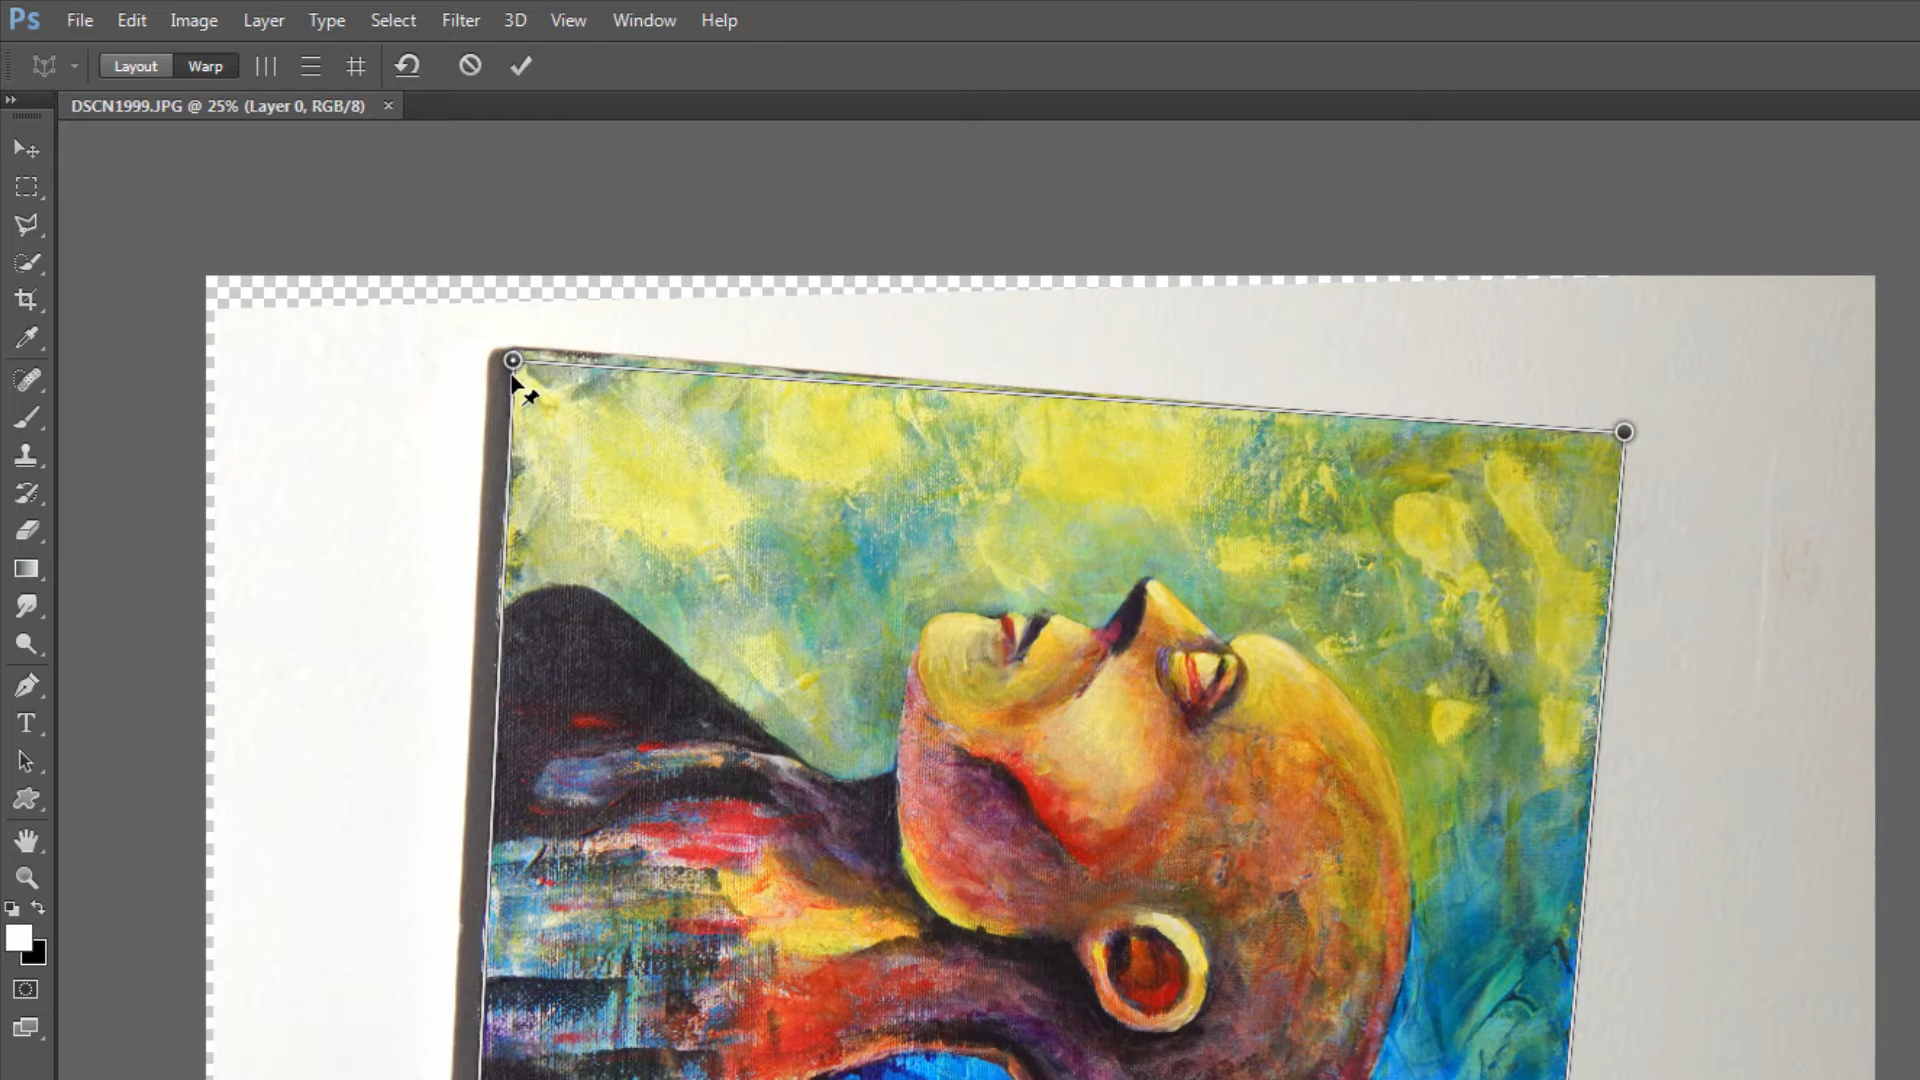 Ps File Edit Image Layer Type Select Filter 3D View Window Help
Layout Warp
DSCN1999.JPG @ 25% (Layer 0, RGB/8) ×
T